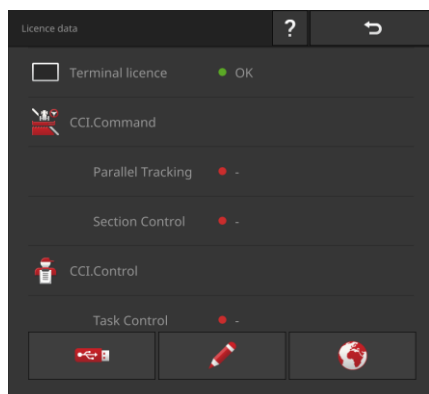 Licence data ?
Terminal licence OK
CCI.Command
Parallel Tracking -
Section Control -
CCI.Control
Task Control -